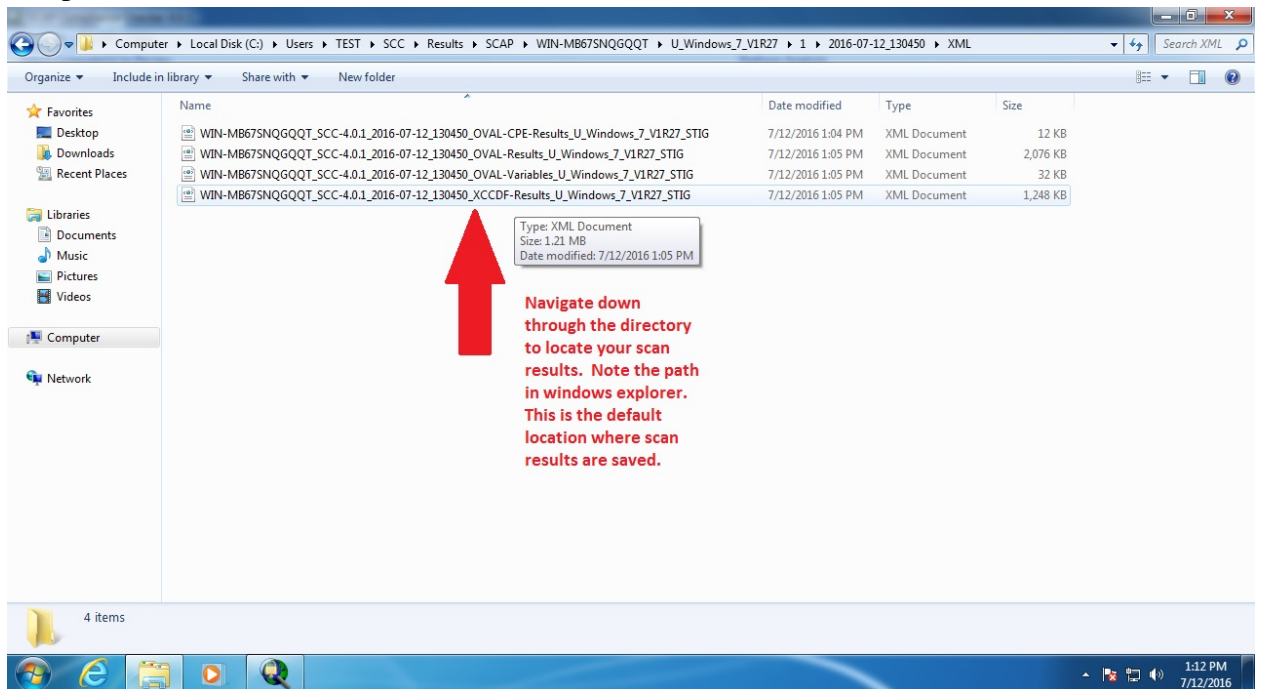 Computer ▸ Local Disk (C:) ▸ Users ▸ TEST ▸ SCC ▸ Results ▸ SCAP ▸ WIN-MB67SNQGQQT ▸ U_Windows_7_V1R27 ▸ 1 ▸ 2016-07-12_130450 ▸ XML
Search XML
Organize Include in library Share with New folder
Name Date modified Type Size
WIN-MB67SNQGQQT_SCC-4.0.1_2016-07-12_130450_OVAL-CPE-Results_U_Windows_7_V1R27_STIG 7/12/2016 1:04 PM XML Document 12 KB
WIN-MB67SNQGQQT_SCC-4.0.1_2016-07-12_130450_OVAL-Results_U_Windows_7_V1R27_STIG 7/12/2016 1:05 PM XML Document 2,076 KB
WIN-MB67SNQGQQT_SCC-4.0.1_2016-07-12_130450_OVAL-Variables_U_Windows_7_V1R27_STIG 7/12/2016 1:05 PM XML Document 32 KB
WIN-MB67SNQGQQT_SCC-4.0.1_2016-07-12_130450_XCCDF-Results_U_Windows_7_V1R27_STIG 7/12/2016 1:05 PM XML Document 1,248 KB
Favorites
Desktop
Downloads
Recent Places
Libraries
Documents
Music
Pictures
Videos
Computer
Network
Type: XML Document
Size: 1.21 MB
Date modified: 7/12/2016 1:05 PM
Navigate down
through the directory
to locate your scan
results. Note the path
in windows explorer.
This is the default
location where scan
results are saved.
4 items
1:12 PM
7/12/2016